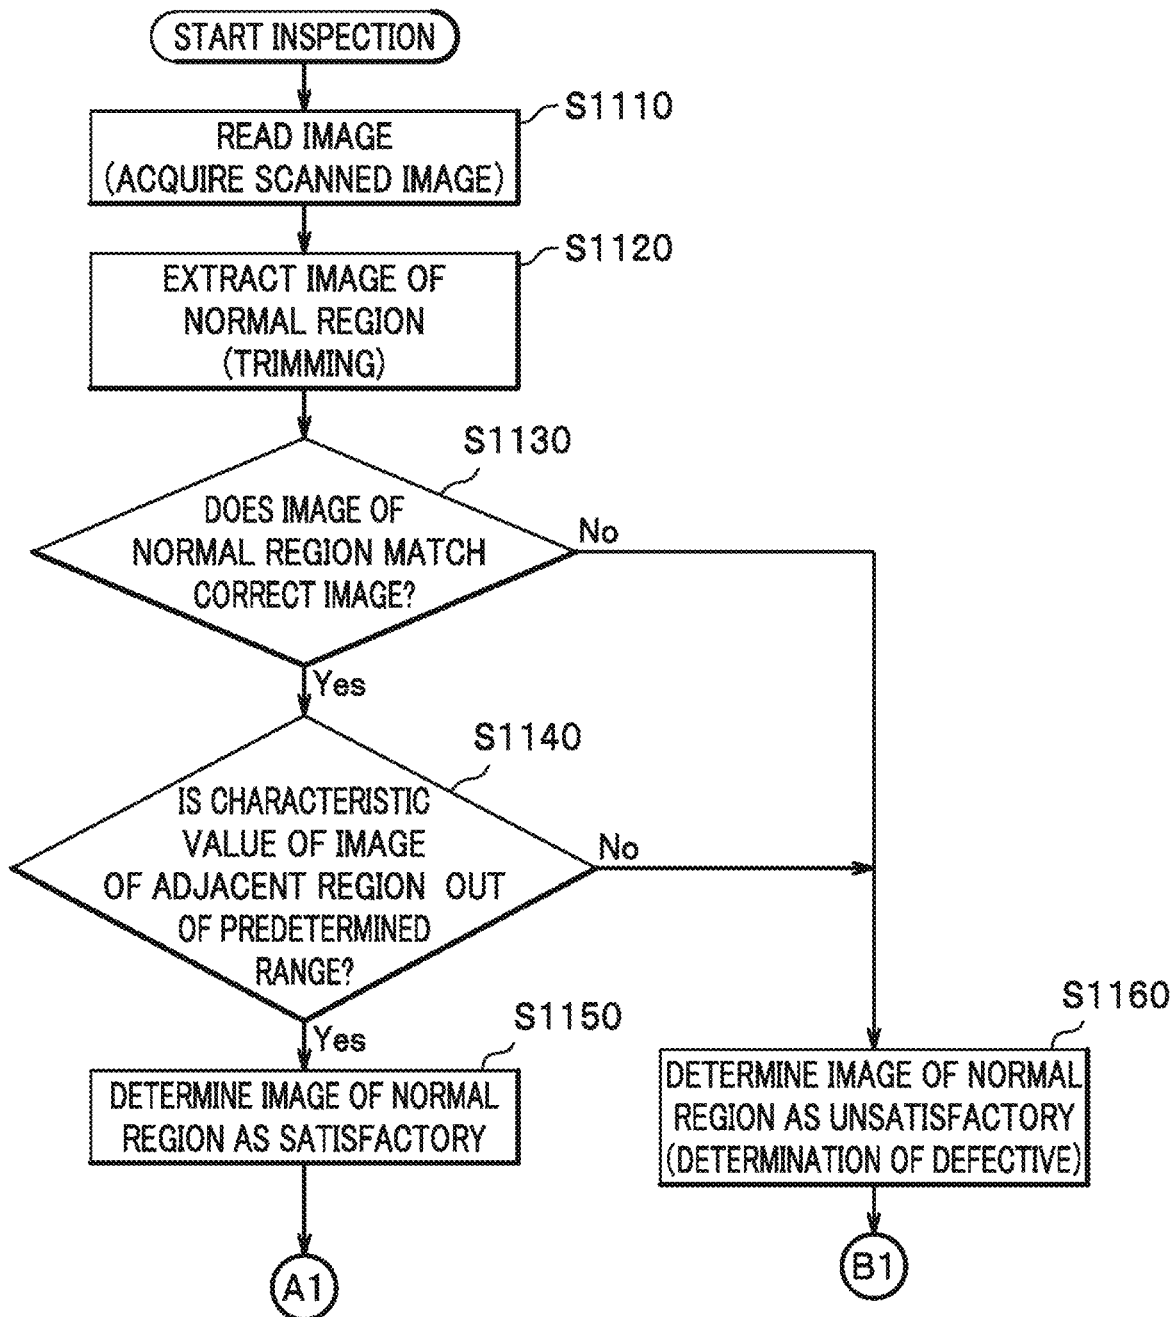 START INSPECTION
S1110
READ IMAGE
(ACQUIRE SCANNED IMAGE)
S1120
EXTRACT IMAGE OF
NORMAL REGION
(TRIMMING)
S1130
DOES IMAGE OF
NORMAL REGION MATCH
CORRECT IMAGE?
No
Yes
S1140
IS CHARACTERISTIC
VALUE OF IMAGE
OF ADJACENT REGION OUT
OF PREDETERMINED
RANGE?
No
Yes
S1150
DETERMINE IMAGE OF NORMAL
REGION AS SATISFACTORY
S1160
DETERMINE IMAGE OF NORMAL
REGION AS UNSATISFACTORY
(DETERMINATION OF DEFECTIVE)
A1
B1